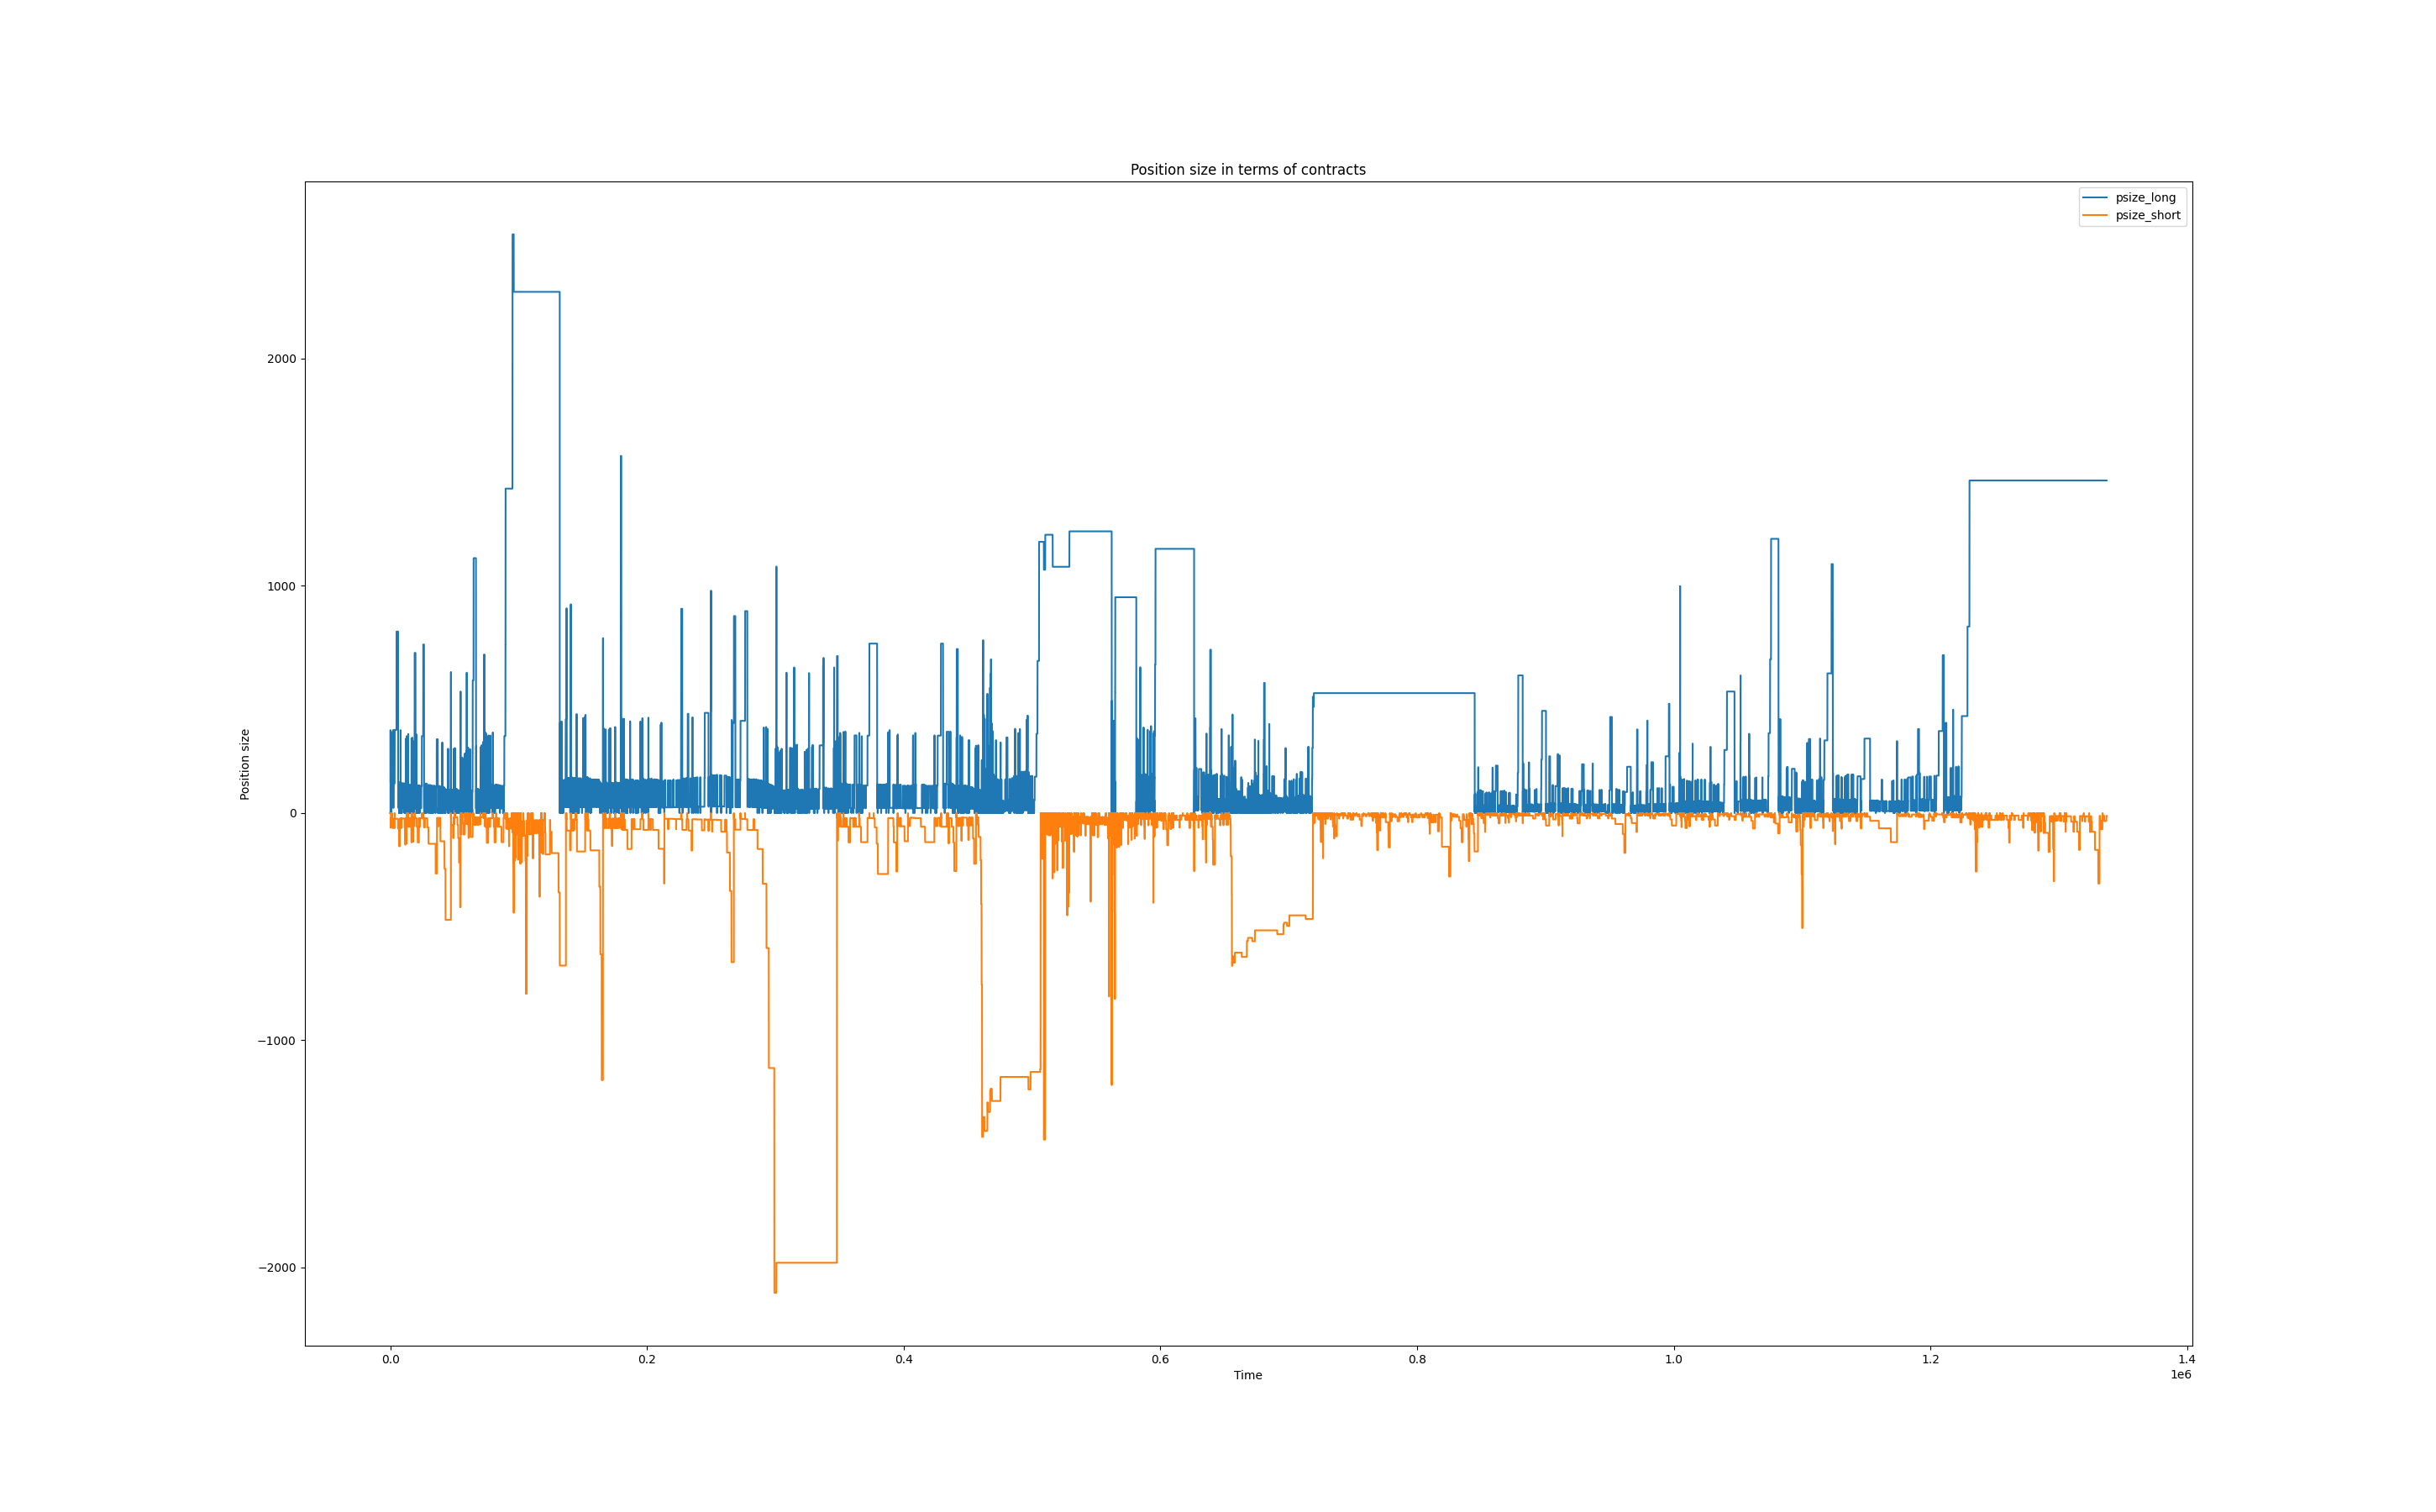 Position size in terms of contracts
psize_long
psize_short
Position size
2000
1000
0
−1000
−2000
0.0
0.2
0.4
0.6
0.8
1.0
1.2
1.4
1e6
Time